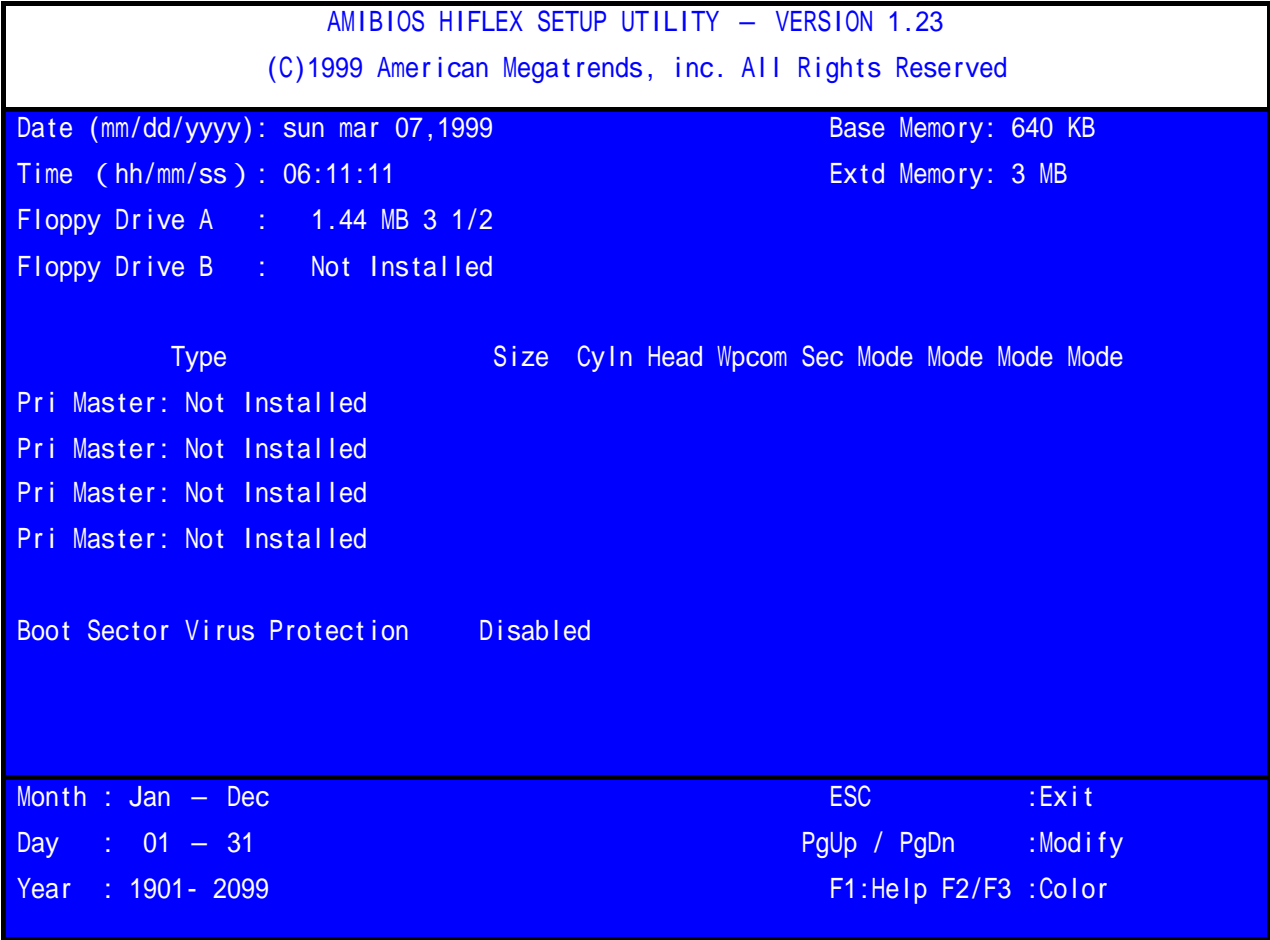 AMIBIOS HIFLEX SETUP UTILITY – VERSION 1.23
(C)1999 American Megatrends, inc. All Rights Reserved
Date (mm/dd/yyyy): sun mar 07,1999 Base Memory: 640 KB
Time （hh/mm/ss）: 06:11:11 Extd Memory: 3 MB
Floppy Drive A : 1.44 MB 3 1/2
Floppy Drive B : Not Installed
Type Size Cyln Head Wpcom Sec Mode Mode Mode Mode
Pri Master: Not Installed
Pri Master: Not Installed
Pri Master: Not Installed
Pri Master: Not Installed
Boot Sector Virus Protection Disabled
Month : Jan – Dec ESC :Exit
Day : 01 – 31 PgUp / PgDn :Modify
Year : 1901- 2099 F1:Help F2/F3 :Color